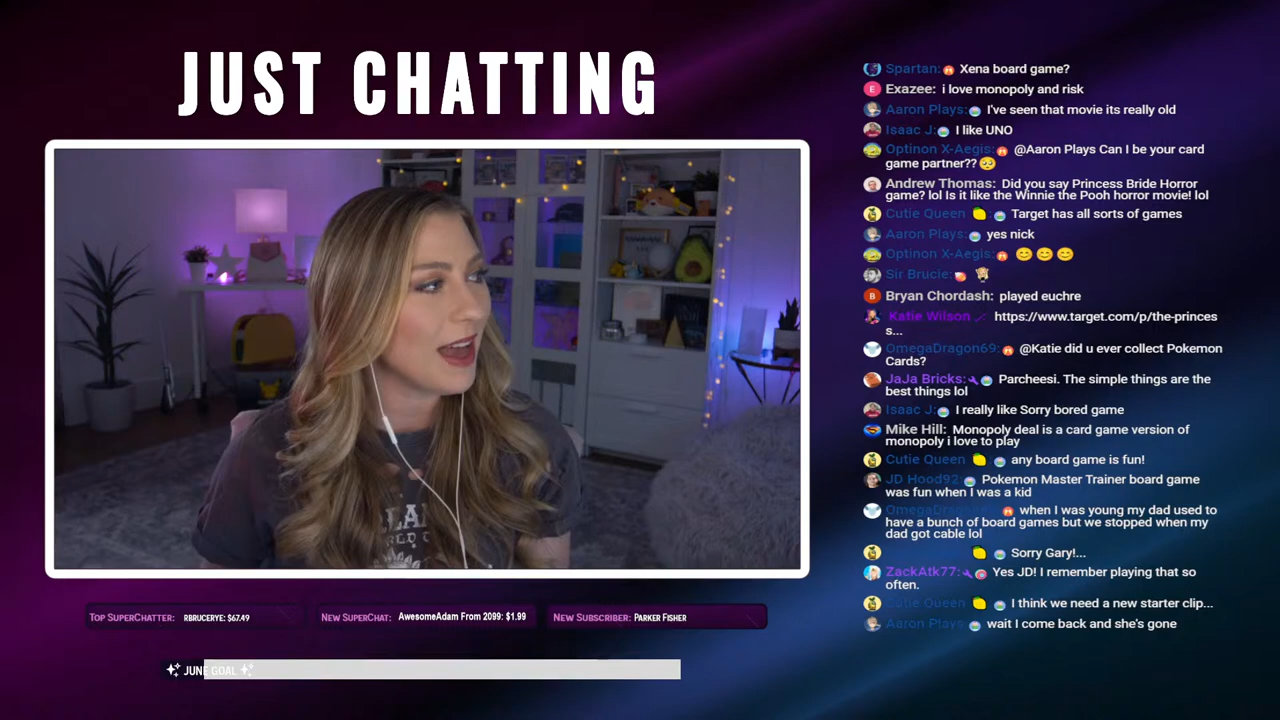 JUST CHATTING
Spartan: Xena board game?
Exazee: i love monopoly and risk
Aaron Plays: I've seen that movie its really old
Isaac J: I like UNO
Optinon X-Aegis: @Aaron Plays Can I be your card
game partner??
Andrew Thomas: Did you say Princess Bride Horror
game? lol Is it like the Winnie the Pooh horror movie! lol
Cutie Queen : Target has all sorts of games
Aaron Plays: yes nick
Optinon X-Aegis:
Sir Brucie:
Bryan Chordash: played euchre
Katie Wilson https://www.target.com/p/the-princes
s...
OmegaDragon69: @Katie did u ever collect Pokemon
Cards?
JaJa Bricks: Parcheesi. The simple things are the
best things lol
Isaac J: I really like Sorry bored game
Mike Hill: Monopoly deal is a card game version of
monopoly i love to play
Cutie Queen : any board game is fun!
JD Hood92: Pokemon Master Trainer board game
was fun when I was a kid
OmegaDragon69: when I was young my dad used to
have a bunch of board games but we stopped when my
dad got cable lol
: Sorry Gary!...
ZackAtk77: Yes JD! I remember playing that so
often.
Cutie Queen : I think we need a new starter clip...
Aaron Plays: wait I come back and she's gone
TOP SUPERCHATTER: RBRUCERYE: $67.49
NEW SUPERCHAT: AwesomeAdam From 2099: $1.99
NEW SUBSCRIBER: PARKER FISHER
JUNE GOAL